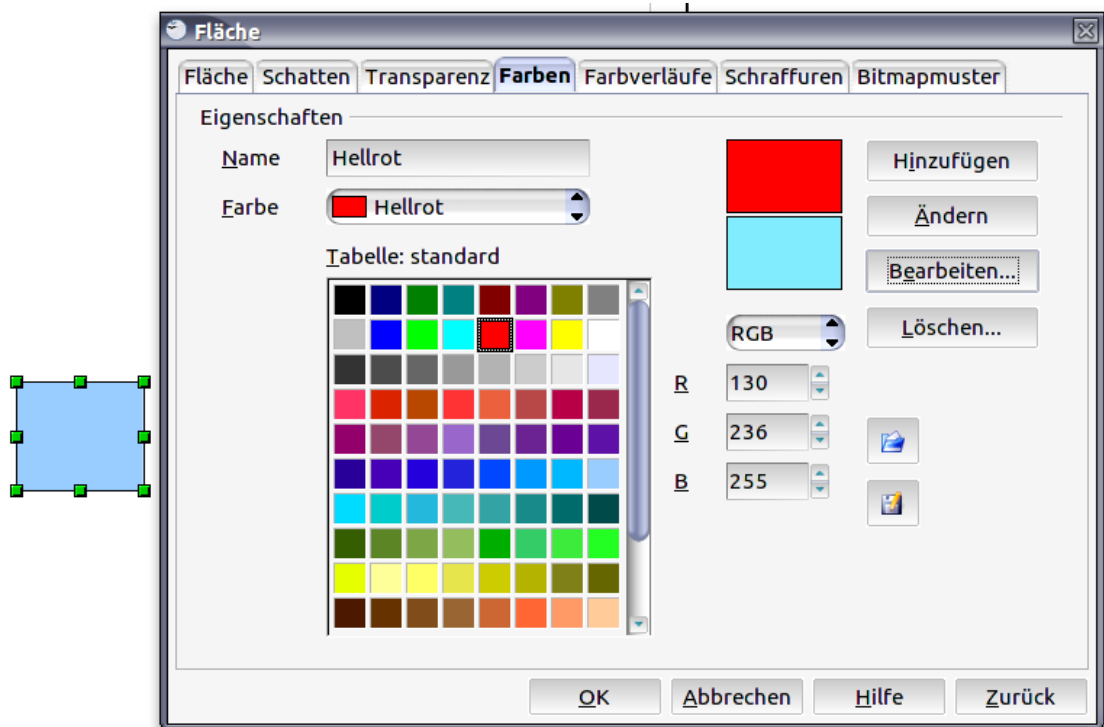 Fläche
Fläche Schatten Transparenz Farben Farbverläufe Schraffuren Bitmapmuster
Eigenschaften
Name Hellrot Hinzufügen
Farbe Hellrot Ändern
Tabelle: standard Bearbeiten...
RGB Löschen...
R 130
G 236
B 255
OK Abbrechen Hilfe Zurück